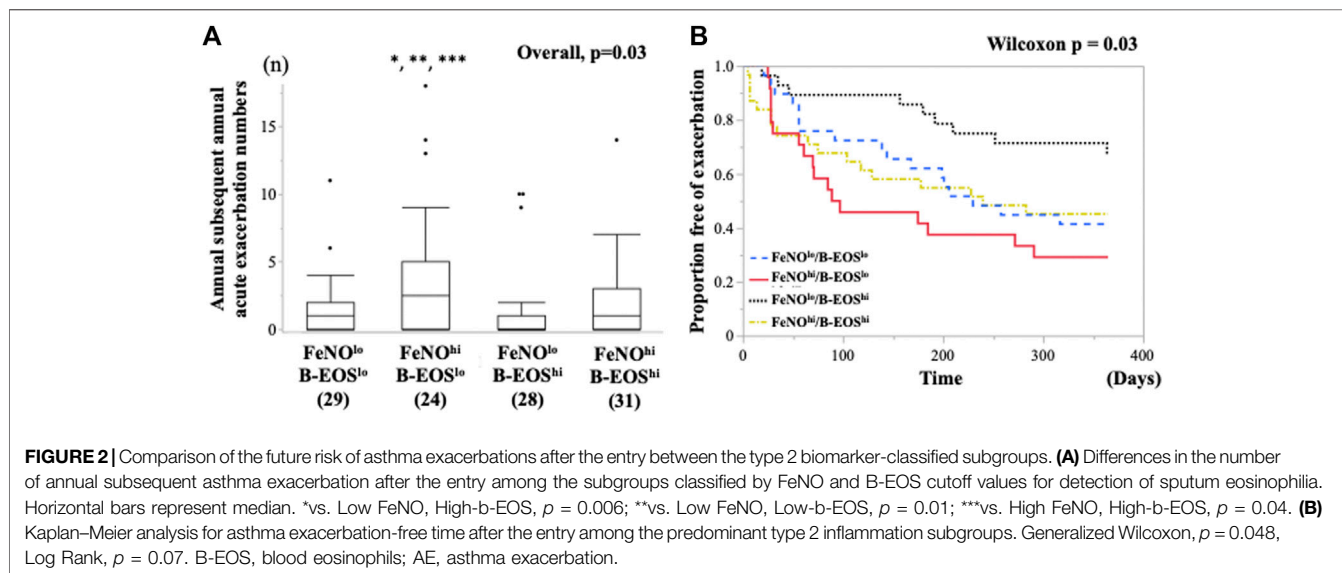 A
Overall, p=0.03
*, **, ***
(n)
Annual subsequent annual
acute exacerbation numbers
15
10
5
0
FeNOˡᵒ
B-EOSˡᵒ
(29)
FeNOʰⁱ
B-EOSˡᵒ
(24)
FeNOˡᵒ
B-EOSʰⁱ
(28)
FeNOʰⁱ
B-EOSʰⁱ
(31)
B
Wilcoxon p = 0.03
Proportion free of exacerbation
1
0.8
0.6
0.4
0.2
0
FeNOˡᵒ/B-EOSˡᵒ
FeNOʰⁱ/B-EOSˡᵒ
FeNOˡᵒ/B-EOSʰⁱ
FeNOʰⁱ/B-EOSʰⁱ
0 100 200 300 400
Time (Days)
FIGURE 2 | Comparison of the future risk of asthma exacerbations after the entry between the type 2 biomarker-classified subgroups. (A) Differences in the number
of annual subsequent asthma exacerbation after the entry among the subgroups classified by FeNO and B-EOS cutoff values for detection of sputum eosinophilia.
Horizontal bars represent median. *vs. Low FeNO, High-b-EOS, p = 0.006; **vs. Low FeNO, Low-b-EOS, p = 0.01; ***vs. High FeNO, High-b-EOS, p = 0.04. (B)
Kaplan–Meier analysis for asthma exacerbation-free time after the entry among the predominant type 2 inflammation subgroups. Generalized Wilcoxon, p = 0.048,
Log Rank, p = 0.07. B-EOS, blood eosinophils; AE, asthma exacerbation.